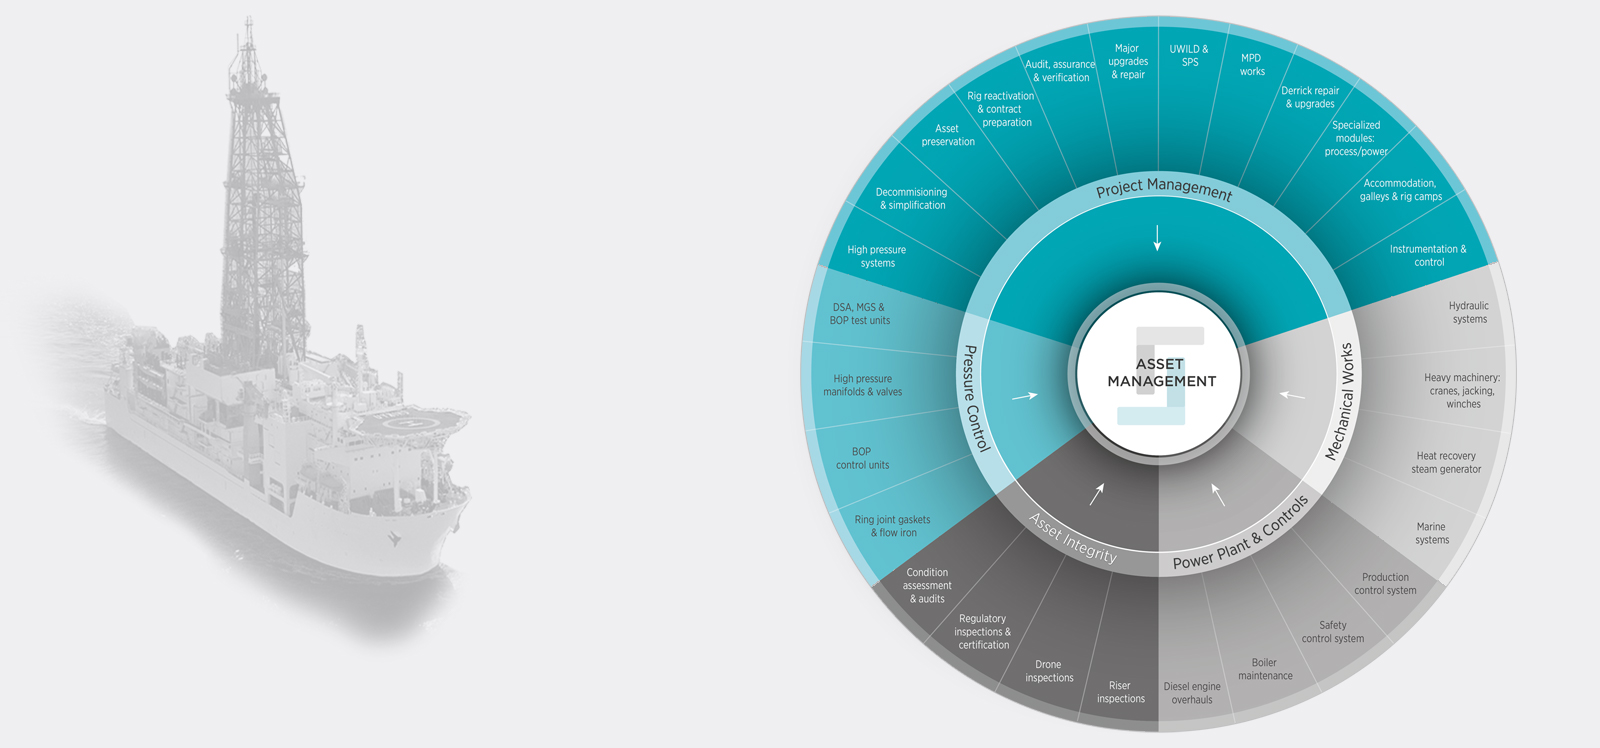 Major
upgrades
& repair
UWILD &
SPS
MPD
works
Derrick repair
& upgrades
Specialized
modules:
process/power
Accommodation,
galleys & rig camps
Instrumentation &
control
Hydraulic
systems
Heavy machinery:
cranes, jacking,
winches
Heat recovery
steam generator
Marine
systems
Production
control system
Safety
control system
Boiler
maintenance
Diesel engine
overhauls
Riser
inspections
Drone
inspections
Regulatory
inspections &
certification
Condition
assessment
& audits
Ring joint gaskets
& flow iron
BOP
control units
High pressure
manifolds & valves
DSA, MGS &
BOP test units
High pressure
systems
Decommisioning
& simplification
Asset
preservation
Rig reactivation
& contract
preparation
Audit, assurance
& verification
Project Management
Mechanical Works
Power Plant & Controls
Asset Integrity
Pressure Control
ASSET
MANAGEMENT
H